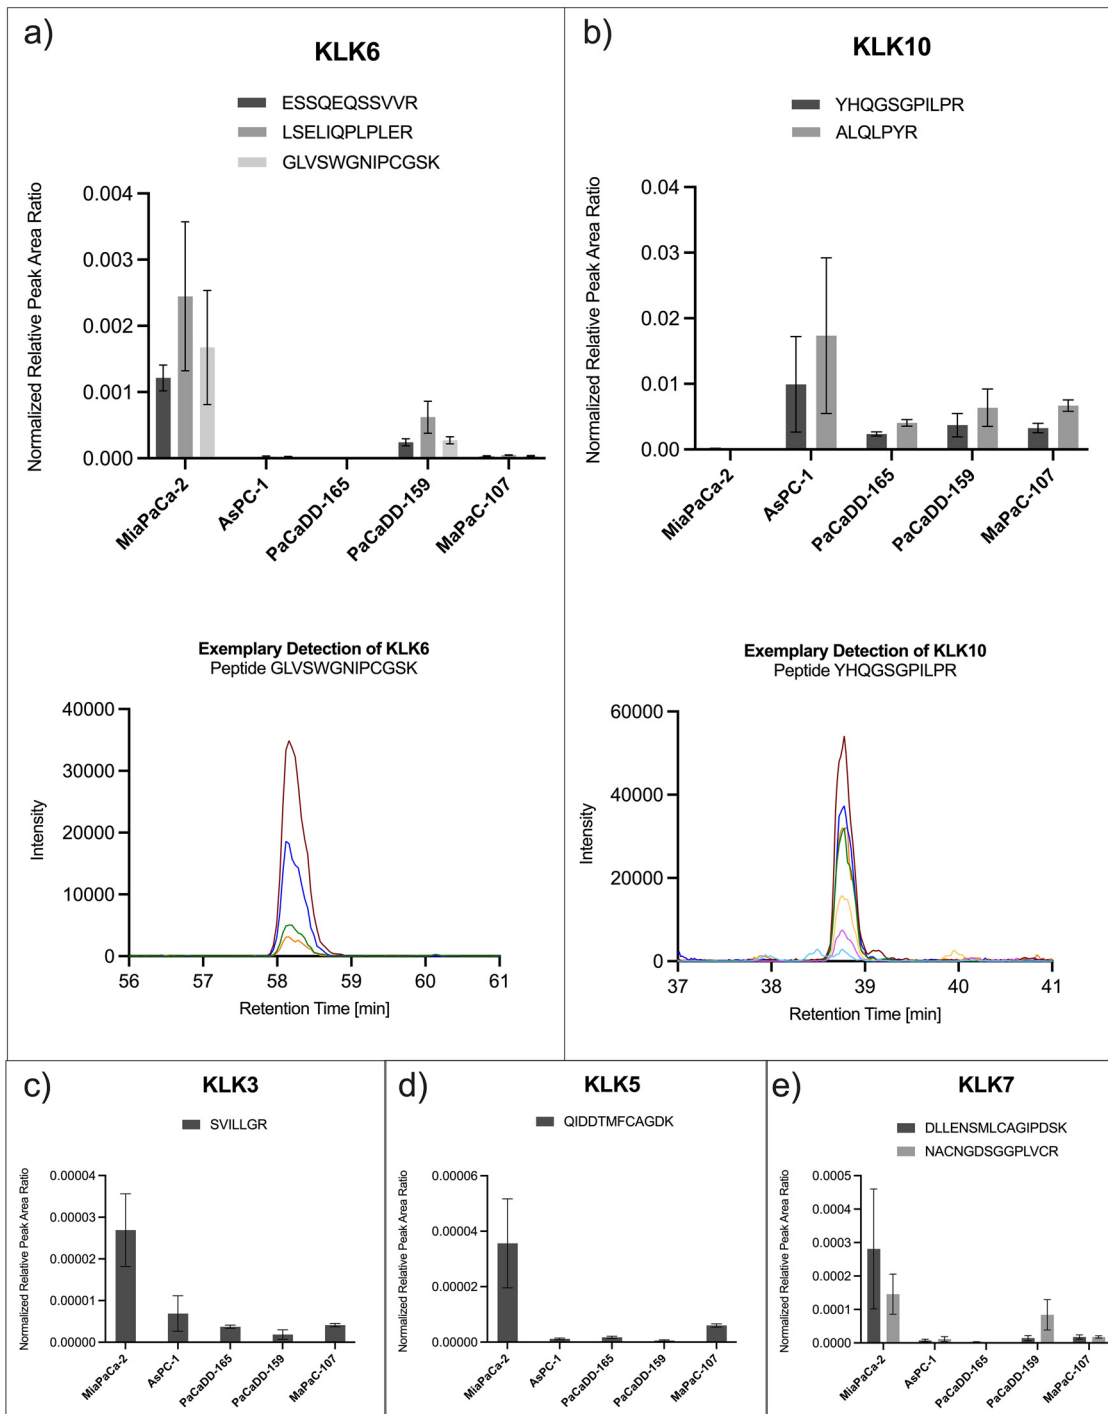 a)
KLK6
ESSQEQSSVVR
LSELIQPLPLER
GLVSWGNIPCGSK
Normalized Relative Peak Area Ratio
0.004
0.003
0.002
0.001
0.000
MiaPaCa-2
AsPC-1
PaCaDD-165
PaCaDD-159
MaPaC-107
Exemplary Detection of KLK6
Peptide GLVSWGNIPCGSK
Intensity
40000
30000
20000
10000
0
56 57 58 59 60 61
Retention Time [min]
b)
KLK10
YHQGSGPILPR
ALQLPYR
Normalized Relative Peak Area Ratio
0.04
0.03
0.02
0.01
0.00
MiaPaCa-2
AsPC-1
PaCaDD-165
PaCaDD-159
MaPaC-107
Exemplary Detection of KLK10
Peptide YHQGSGPILPR
Intensity
60000
40000
20000
0
37 38 39 40 41
Retention Time [min]
c)
KLK3
SVILLGR
Normalized Relative Peak Area Ratio
0.00004
0.00003
0.00002
0.00001
0.00000
MiaPaCa-2
AsPC-1
PaCaDD-165
PaCaDD-159
MaPaC-107
d)
KLK5
QIDDTMFCAGDK
Normalized Relative Peak Area Ratio
0.00006
0.00004
0.00002
0.00000
MiaPaCa-2
AsPC-1
PaCaDD-165
PaCaDD-159
MaPaC-107
e)
KLK7
DLLENSMLCAGIPDSK
NACNGDSGGPLVCR
Normalized Relative Peak Area Ratio
0.0005
0.0004
0.0003
0.0002
0.0001
0.0000
MiaPaCa-2
AsPC-1
PaCaDD-165
PaCaDD-159
MaPaC-107